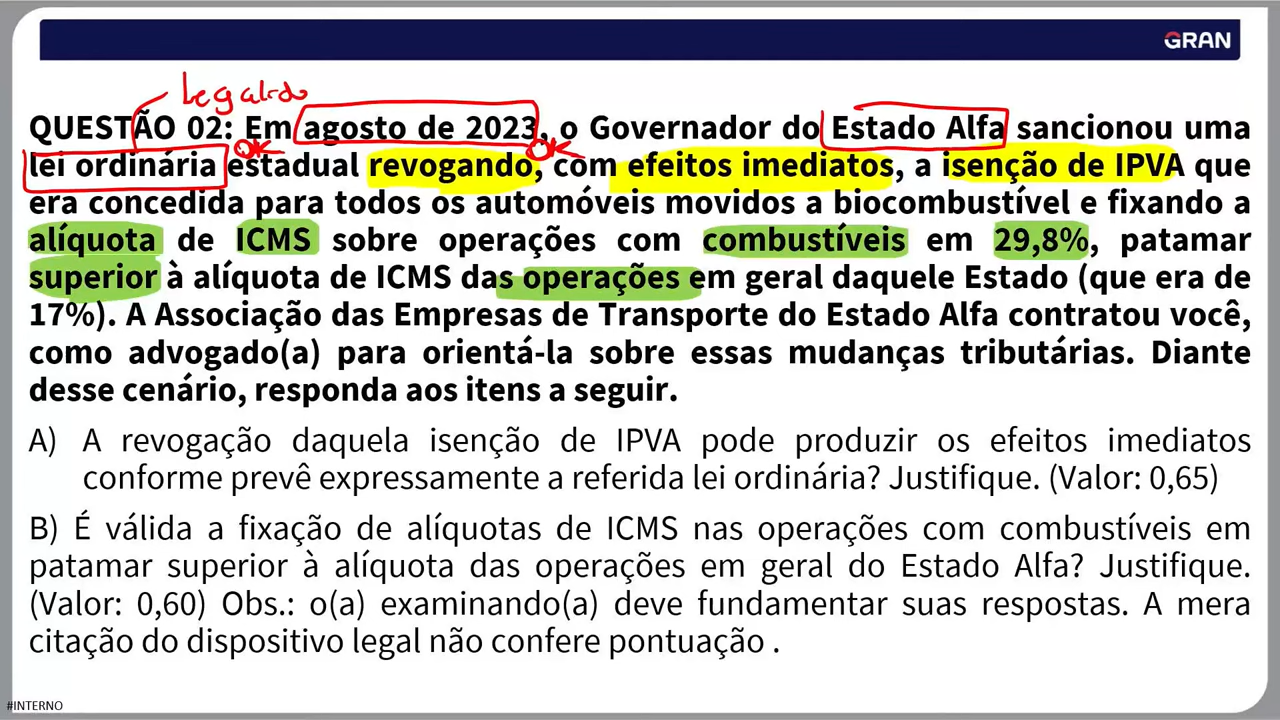 GRAN
Legalido
QUESTÃO 02: Em agosto de 2023, o Governador do Estado Alfa sancionou uma
OK OK
lei ordinária estadual revogando, com efeitos imediatos, a isenção de IPVA que
era concedida para todos os automóveis movidos a biocombustível e fixando a
alíquota de ICMS sobre operações com combustíveis em 29,8%, patamar
superior à alíquota de ICMS das operações em geral daquele Estado (que era de
17%). A Associação das Empresas de Transporte do Estado Alfa contratou você,
como advogado(a) para orientá-la sobre essas mudanças tributárias. Diante
desse cenário, responda aos itens a seguir.
A) A revogação daquela isenção de IPVA pode produzir os efeitos imediatos
conforme prevê expressamente a referida lei ordinária? Justifique. (Valor: 0,65)
B) É válida a fixação de alíquotas de ICMS nas operações com combustíveis em
patamar superior à alíquota das operações em geral do Estado Alfa? Justifique.
(Valor: 0,60) Obs.: o(a) examinando(a) deve fundamentar suas respostas. A mera
citação do dispositivo legal não confere pontuação .
#INTERNO